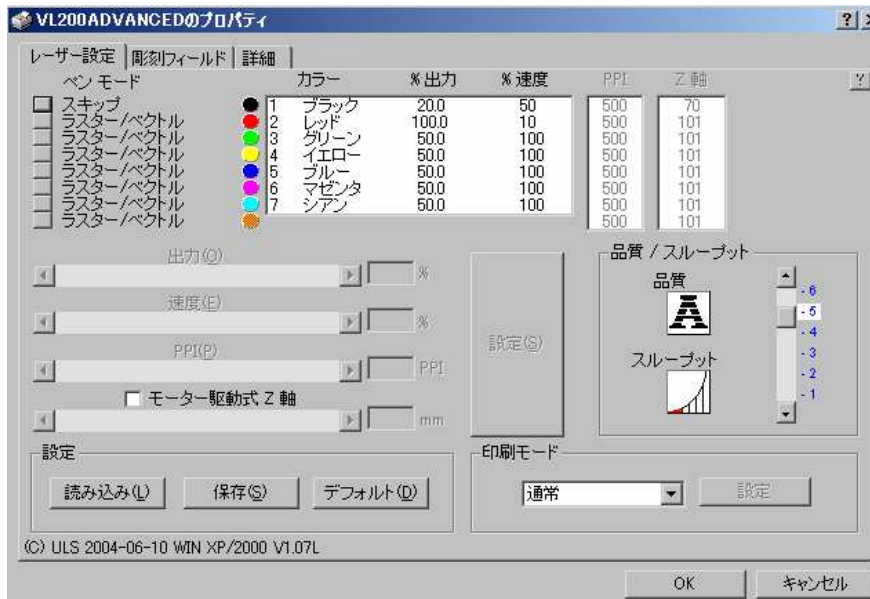 VL200ADVANCEDのプロパティ
レーザー設定 彫刻フィールド 詳細
ペン モード カラー % 出力 % 速度 PPI Z 軸
スキップ 1 ブラック 20.0 50 500 70
ラスター/ベクトル 2 レッド 100.0 10 500 101
ラスター/ベクトル 3 グリーン 50.0 100 500 101
ラスター/ベクトル 4 イエロー 50.0 100 500 101
ラスター/ベクトル 5 ブルー 50.0 100 500 101
ラスター/ベクトル 6 マゼンタ 50.0 100 500 101
ラスター/ベクトル 7 シアン 50.0 100 500 101
ラスター/ベクトル 500 101
出力(O)
%
速度(E)
%
PPI(P)
PPI
モーター駆動式 Z 軸
mm
設定(S)
品質 / スループット
品質
A
スループット
- 6
- 5
- 4
- 3
- 2
- 1
設定
読み込み(L) 保存(S) デフォルト(D)
印刷モード
通常 設定
(C) ULS 2004-06-10 WIN XP/2000 V1.07L
OK キャンセル